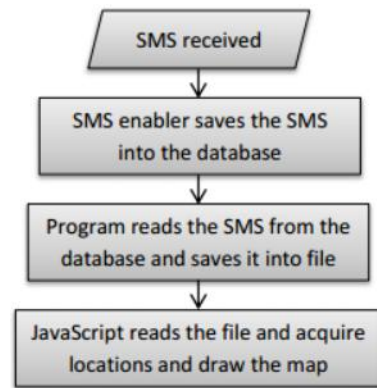 SMS received
SMS enabler saves the SMS
into the database
Program reads the SMS from the
database and saves it into file
JavaScript reads the file and acquire
locations and draw the map